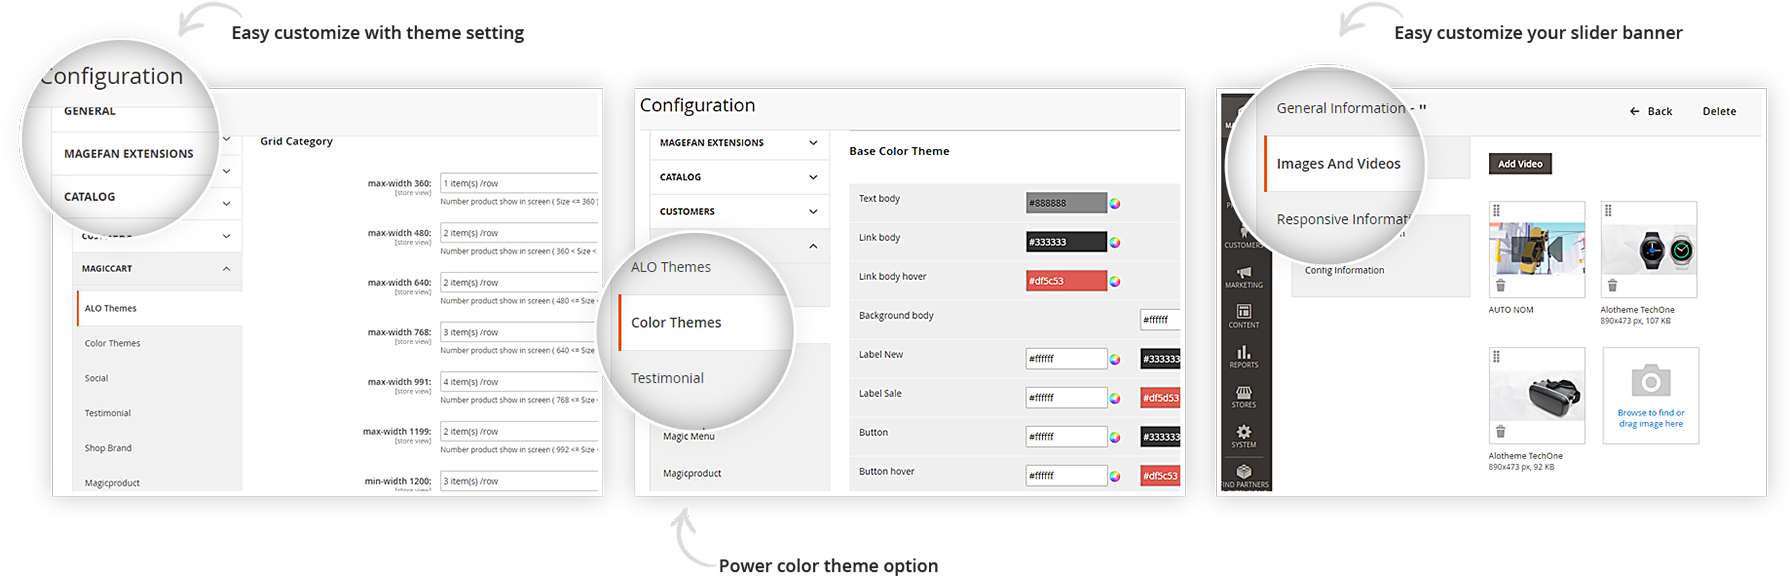 Easy customize with theme setting
Configuration
GENERAL
MAGEFAN EXTENSIONS
CATALOG
CUSTOMERS
MAGICCART
ALO Themes
Color Themes
Social
Testimonial
Shop Brand
Magicproduct
Grid Category
max-width 360: 1 item(s) /row
[store view] Number product show in screen ( Size <= 360 )
max-width 480: 2 item(s) /row
[store view] Number product show in screen ( 360 < Size <
max-width 640: 2 item(s) /row
[store view] Number product show in screen ( 480 <= Size <
max-width 768: 3 item(s) /row
[store view] Number product show in screen ( 640 <= Size
max-width 991: 4 item(s) /row
[store view] Number product show in screen ( 768 <= Size
max-width 1199: 2 item(s) /row
[store view] Number product show in screen ( 992 <= Size
min-width 1200: 3 item(s) /row
[store view]
Configuration
MAGEFAN EXTENSIONS
CATALOG
CUSTOMERS
ALO Themes
Color Themes
Testimonial
Magic Menu
Magicproduct
Base Color Theme
Text body #888888
Link body #333333
Link body hover #df5c53
Background body #ffffff
Label New #ffffff #333333
Label Sale #ffffff #df5d53
Button #ffffff #333333
Button hover #ffffff #df5c53
Power color theme option
Easy customize your slider banner
General Information - "
Images And Videos
Responsive Informati
Config Information
Back
Delete
CUSTOMERS
MARKETING
CONTENT
REPORTS
STORES
SYSTEM
FIND PARTNERS
Add Video
AUTO NOM
Alotheme TechOne
890x473 px, 107 KB
Alotheme TechOne
890x473 px, 92 KB
Browse to find or
drag image here